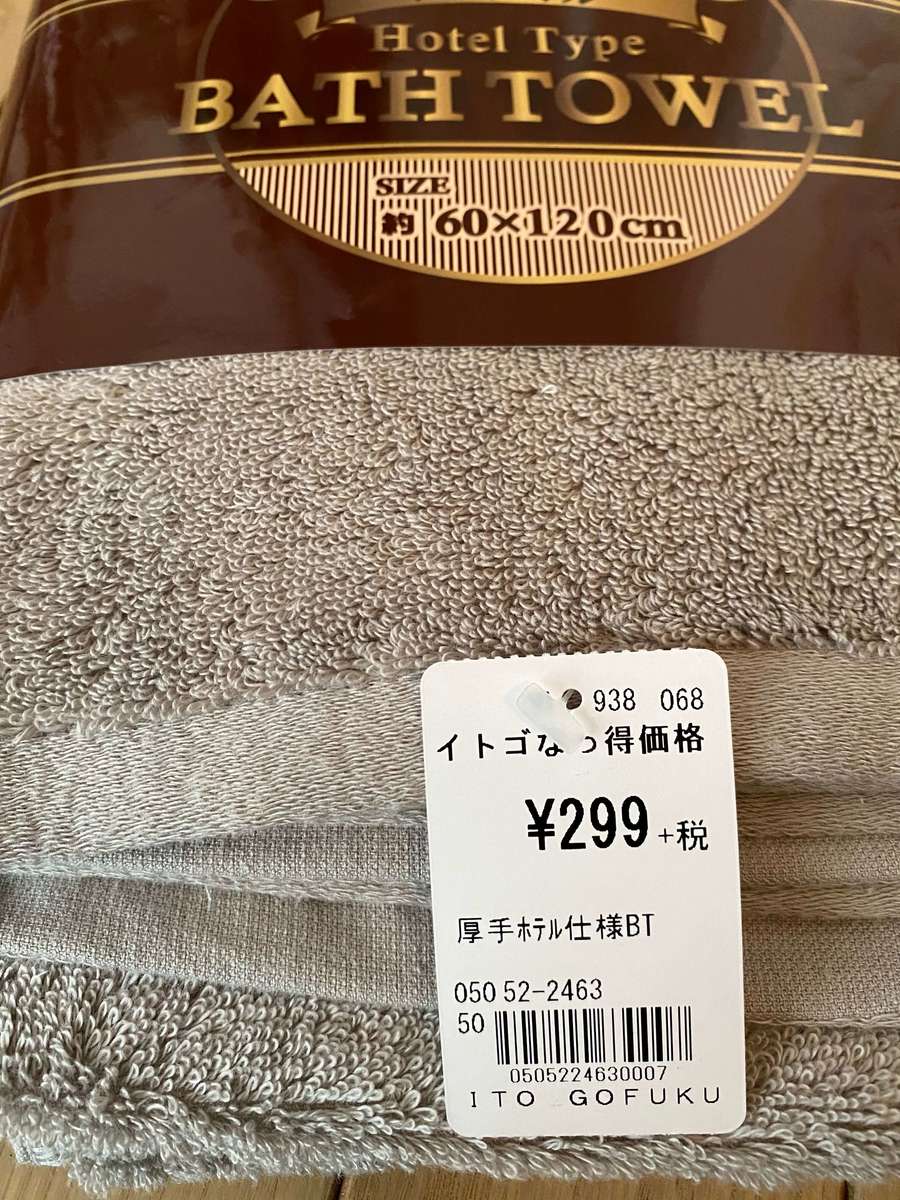 Hotel Type
BATH TOWEL
SIZE
約 60×120cm
938 068
イトゴなっ得価格
¥299 +税
厚手ﾎﾃﾙ仕様BT
050 52-2463
50
0505224630007
ITO GOFUKU